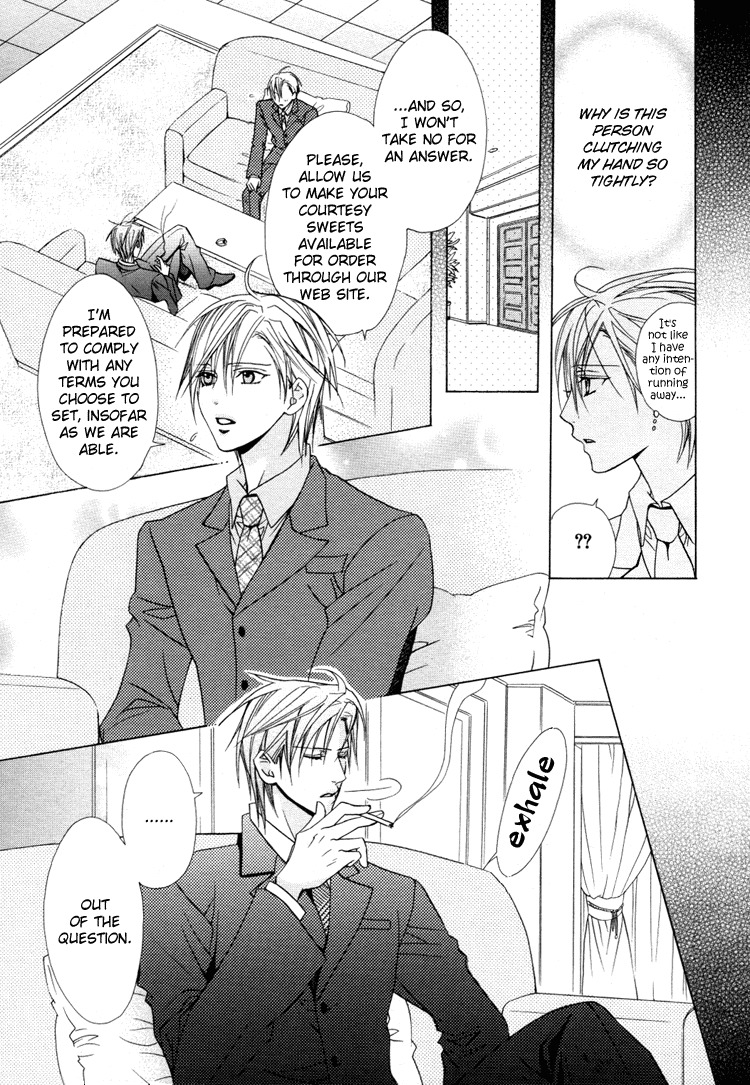 WHY IS THIS
PERSON
CLUTCHING
MY HAND SO
TIGHTLY?
It's
not like
I have
any inten-
tion of
running
away...
??
...AND SO,
I WON'T
TAKE NO FOR
AN ANSWER.
PLEASE,
ALLOW US
TO MAKE YOUR
COURTESY
SWEETS
AVAILABLE
FOR ORDER
THROUGH OUR
WEB SITE.
I'M
PREPARED
TO COMPLY
WITH ANY
TERMS YOU
CHOOSE TO
SET, INSOFAR
AS WE ARE
ABLE.
exhale
......
OUT
OF THE
QUESTION.